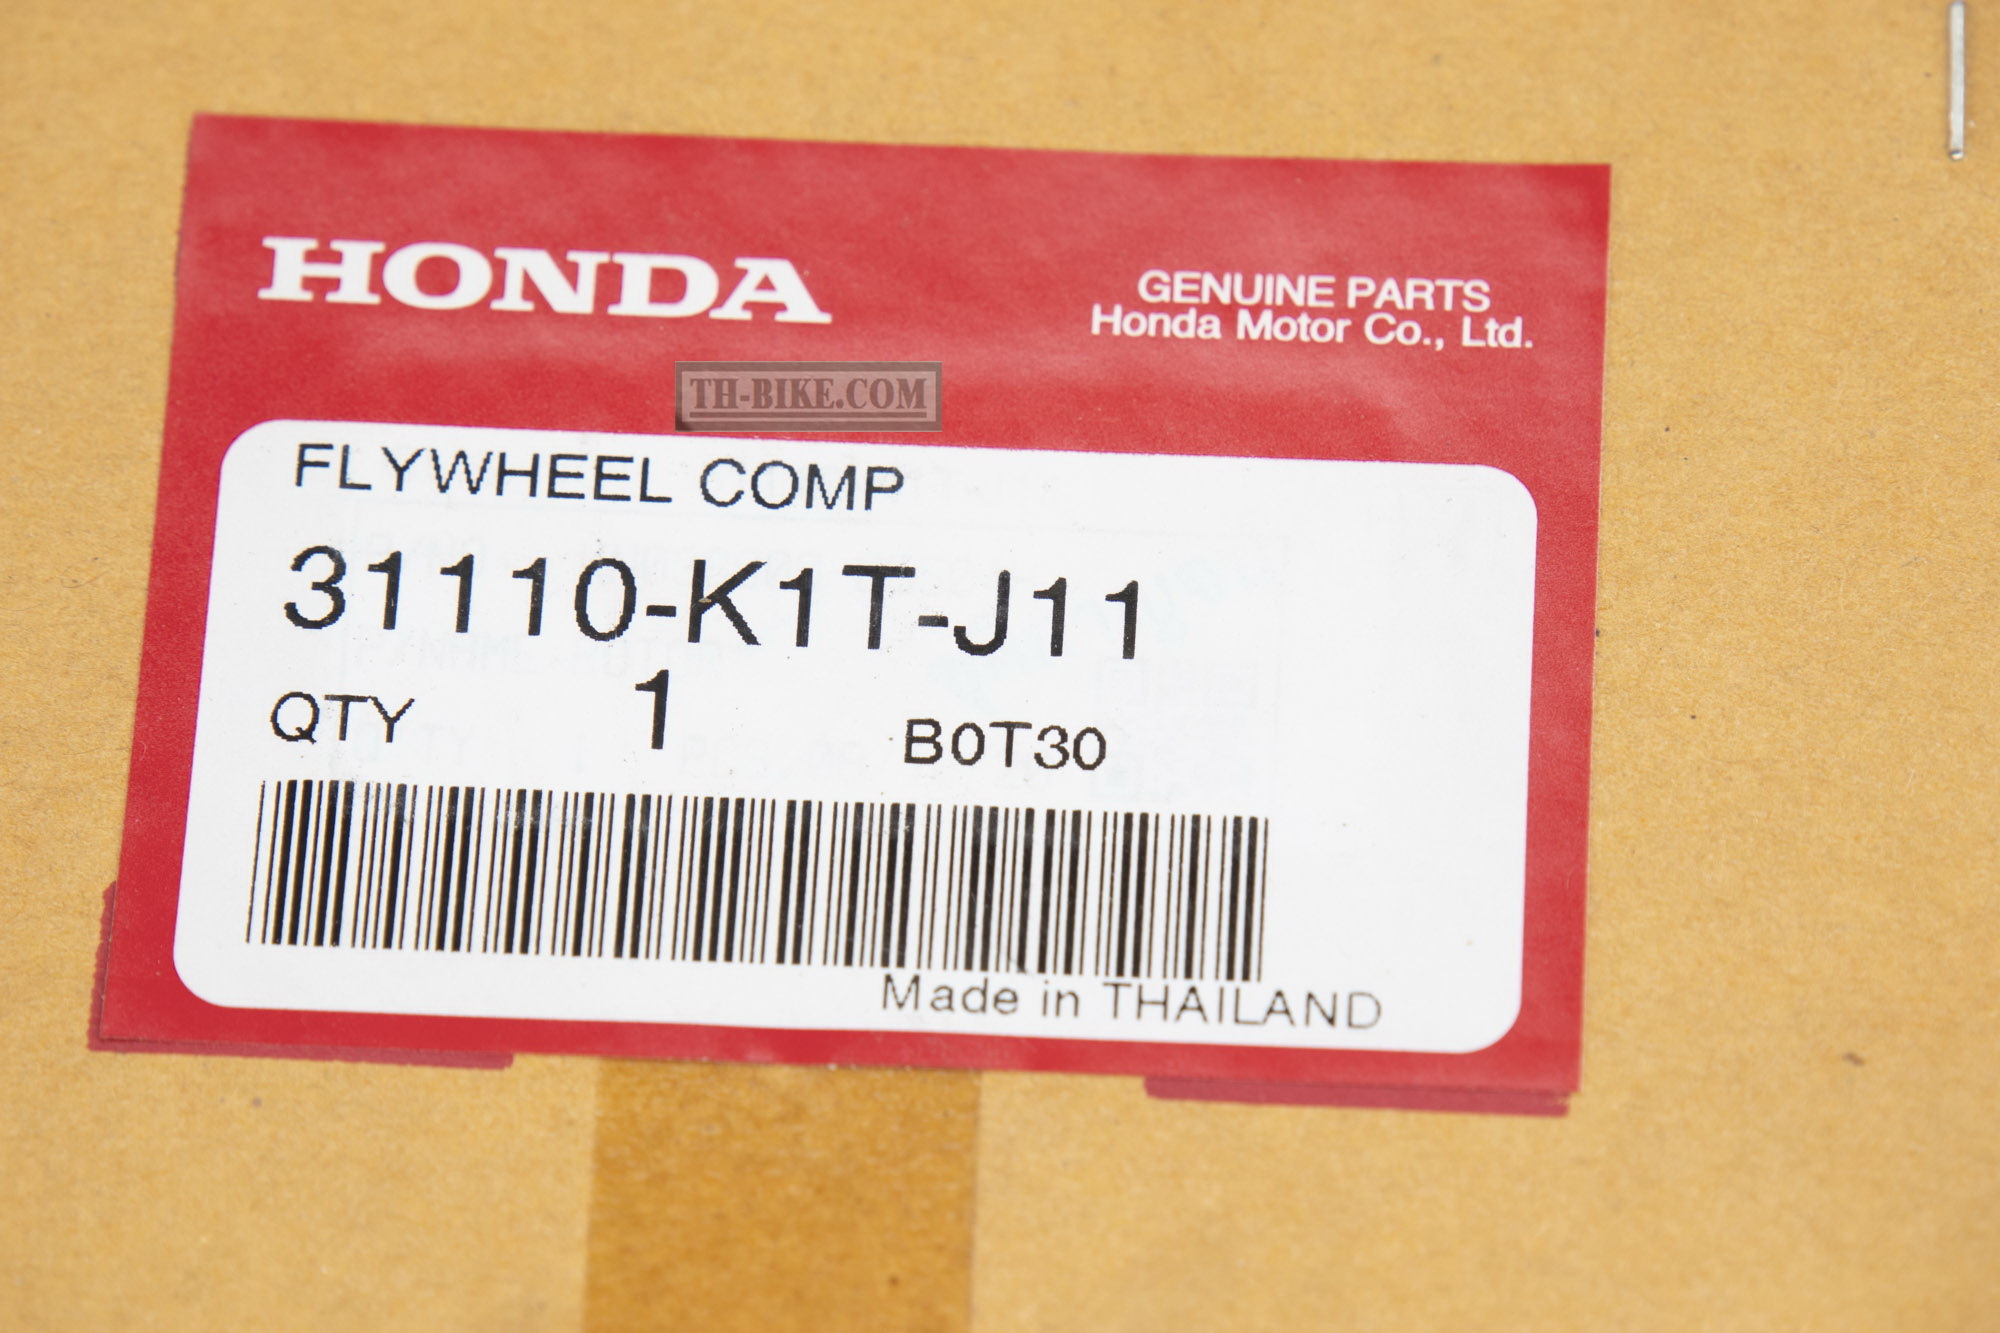 HONDA
GENUINE PARTS
Honda Motor Co., Ltd.
TH-BIKE.COM
FLYWHEEL COMP
31110-K1T-J11
QTY 1 B0T30
Made in THAILAND